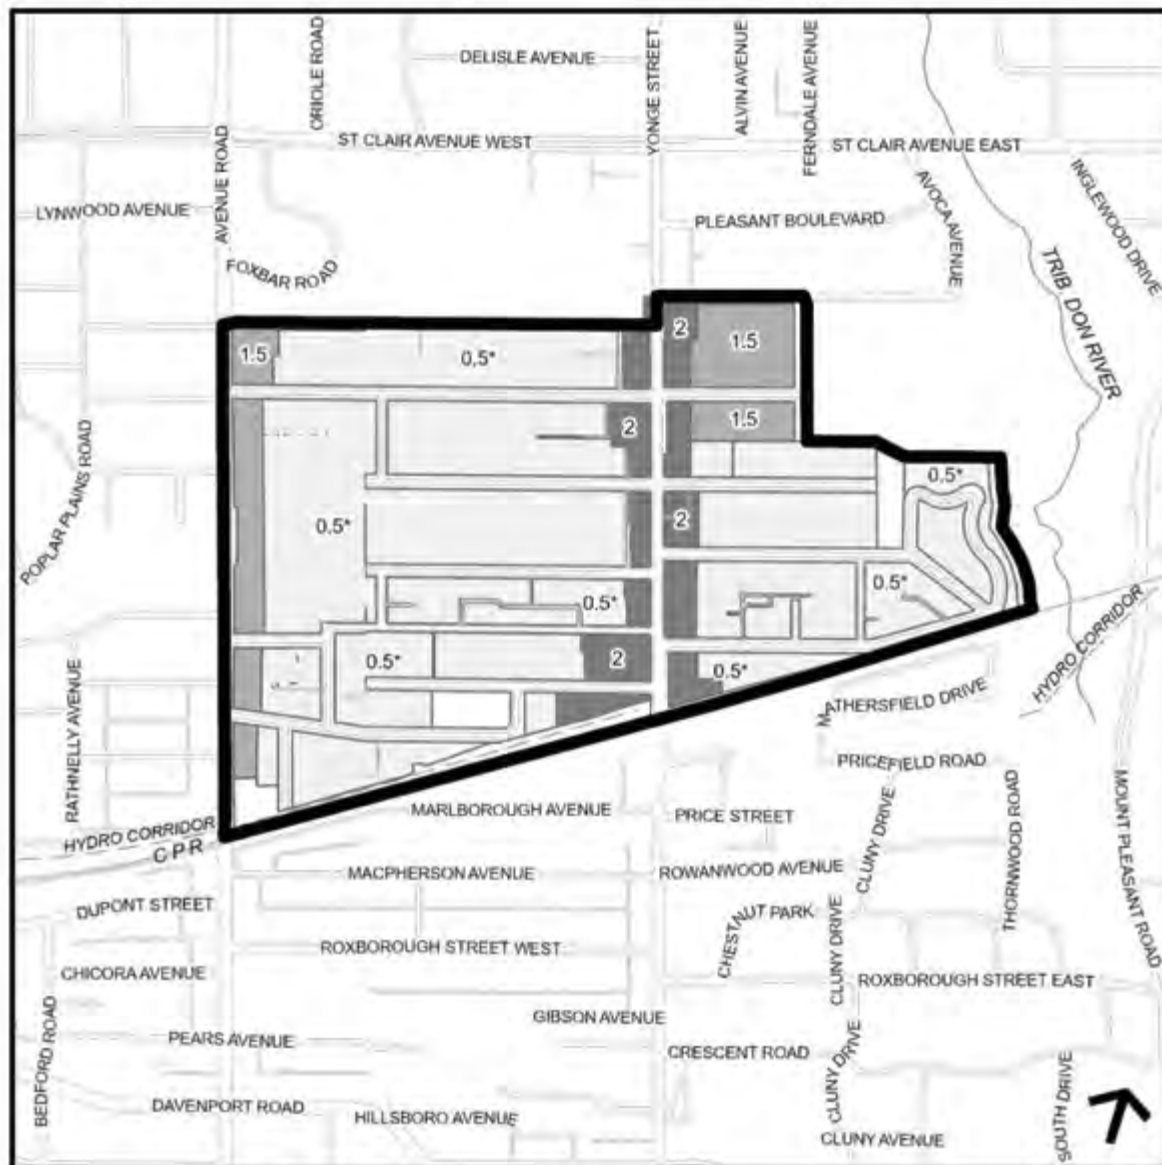 ORIOLE ROAD
DELISLE AVENUE
YONGE STREET
ALVIN AVENUE
FERNDALE AVENUE
ST CLAIR AVENUE WEST
ST CLAIR AVENUE EAST
AVENUE ROAD
LYNWOOD AVENUE
PLEASANT BOULEVARD
AVOCA AVENUE
INGLEWOOD DRIVE
FOXBAR ROAD
TRIB. DON RIVER
1.5
0.5*
2
1.5
2
1.5
POPLAR PLAINS ROAD
0.5*
0.5*
2
0.5*
0.5*
0.5*
2
0.5*
HYDRO CORRIDOR
RATHNELLY AVENUE
MATHERSFIELD DRIVE
PRICEFIELD ROAD
MARLBOROUGH AVENUE
PRICE STREET
CLUNY DRIVE
THORNWOOD ROAD
MOUNT PLEASANT ROAD
HYDRO CORRIDOR
CPR
MACPHERSON AVENUE
ROWANWOOD AVENUE
DUPONT STREET
CHESTNUT PARK
CLUNY DRIVE
ROXBOROUGH STREET WEST
CHICORA AVENUE
ROXBOROUGH STREET EAST
GIBSON AVENUE
BEDFORD ROAD
PEARS AVENUE
CRESCENT ROAD
CLUNY DRIVE
SOUTH DRIVE
DAVENPORT ROAD
HILLSBORO AVENUE
CLUNY AVENUE